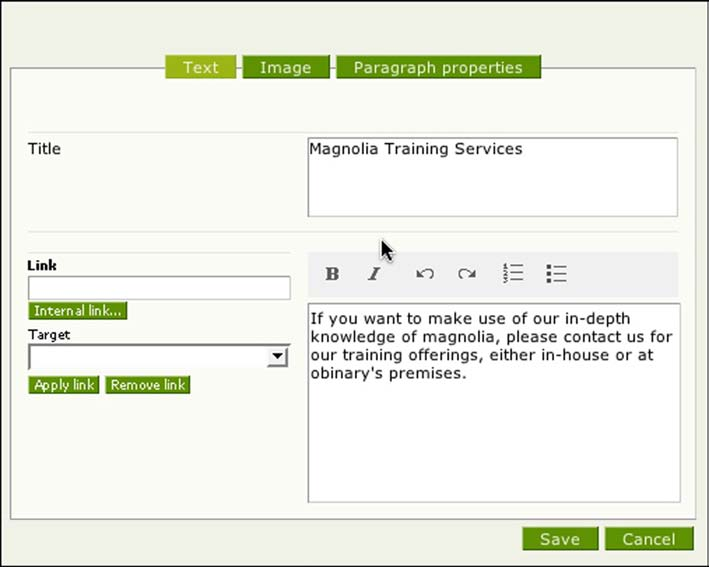 Text Image Paragraph properties
Title
Magnolia Training Services
Link
Internal link...
Target
Apply link Remove link
B I
If you want to make use of our in-depth
knowledge of magnolia, please contact us for
our training offerings, either in-house or at
obinary's premises.
Save Cancel